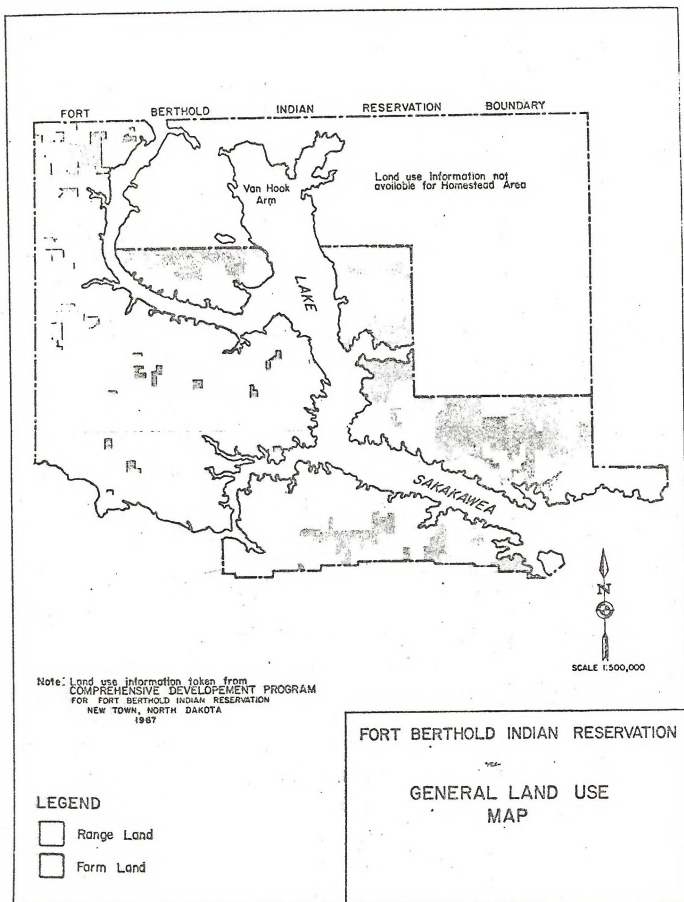 FORT BERTHOLD INDIAN RESERVATION BOUNDARY
Van Hook
Arm
Land use information not
available for Homestead Area
LAKE
SAKAKAWEA
N
SCALE 1:500,000
Note: Land use information taken from
COMPREHENSIVE DEVELOPEMENT PROGRAM
FOR FORT BERTHOLD INDIAN RESERVATION
NEW TOWN, NORTH DAKOTA
1967
FORT BERTHOLD INDIAN RESERVATION
GENERAL LAND USE
MAP
LEGEND
Range Land
Farm Land